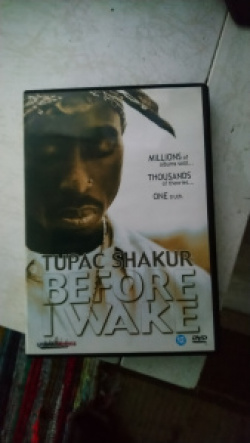 MILLIONS of
albums sold...
THOUSANDS
of theories...
ONE truth.
TUPAC SHAKUR
BEFORE
I WAKE
DVD